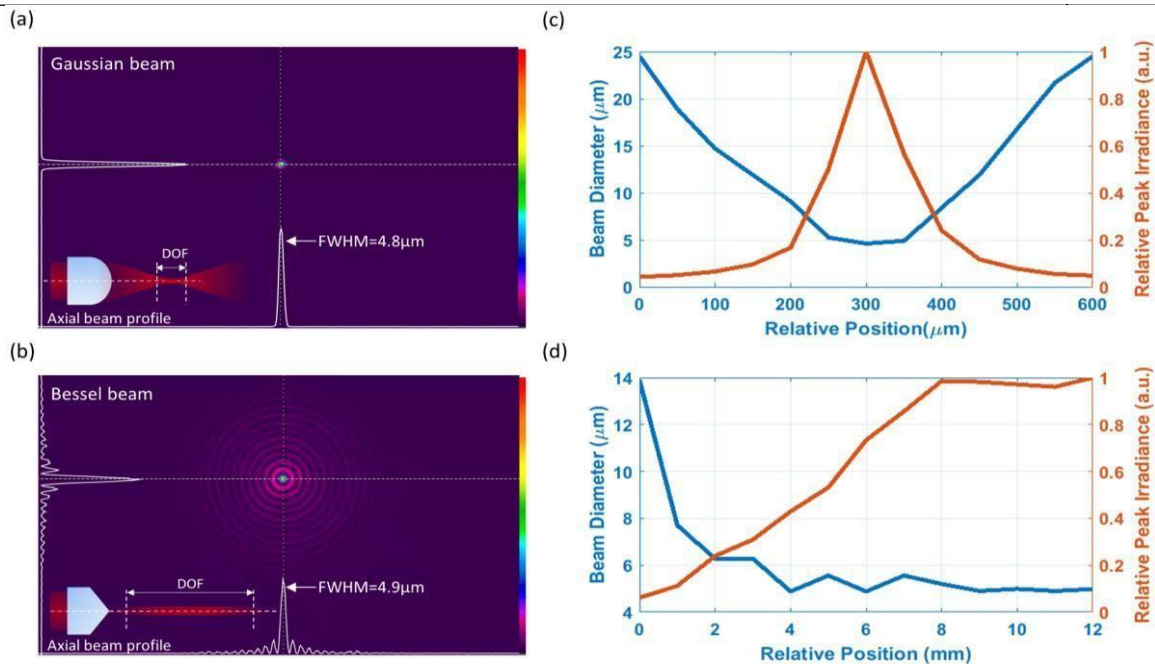 (a)
Gaussian beam
FWHM=4.8μm
DOF
Axial beam profile
(b)
Bessel beam
DOF
FWHM=4.9μm
Axial beam profile
(c)
25
20
15
10
5
0
Beam Diameter (μm)
1
0.8
0.6
0.4
0.2
0
Relative Peak Irradiance (a.u.)
0 100 200 300 400 500 600
Relative Position(μm)
(d)
14
12
10
8
6
4
Beam Diameter (μm)
1
0.8
0.6
0.4
0.2
0
Relative Peak Irradiance (a.u.)
0 2 4 6 8 10 12
Relative Position (mm)